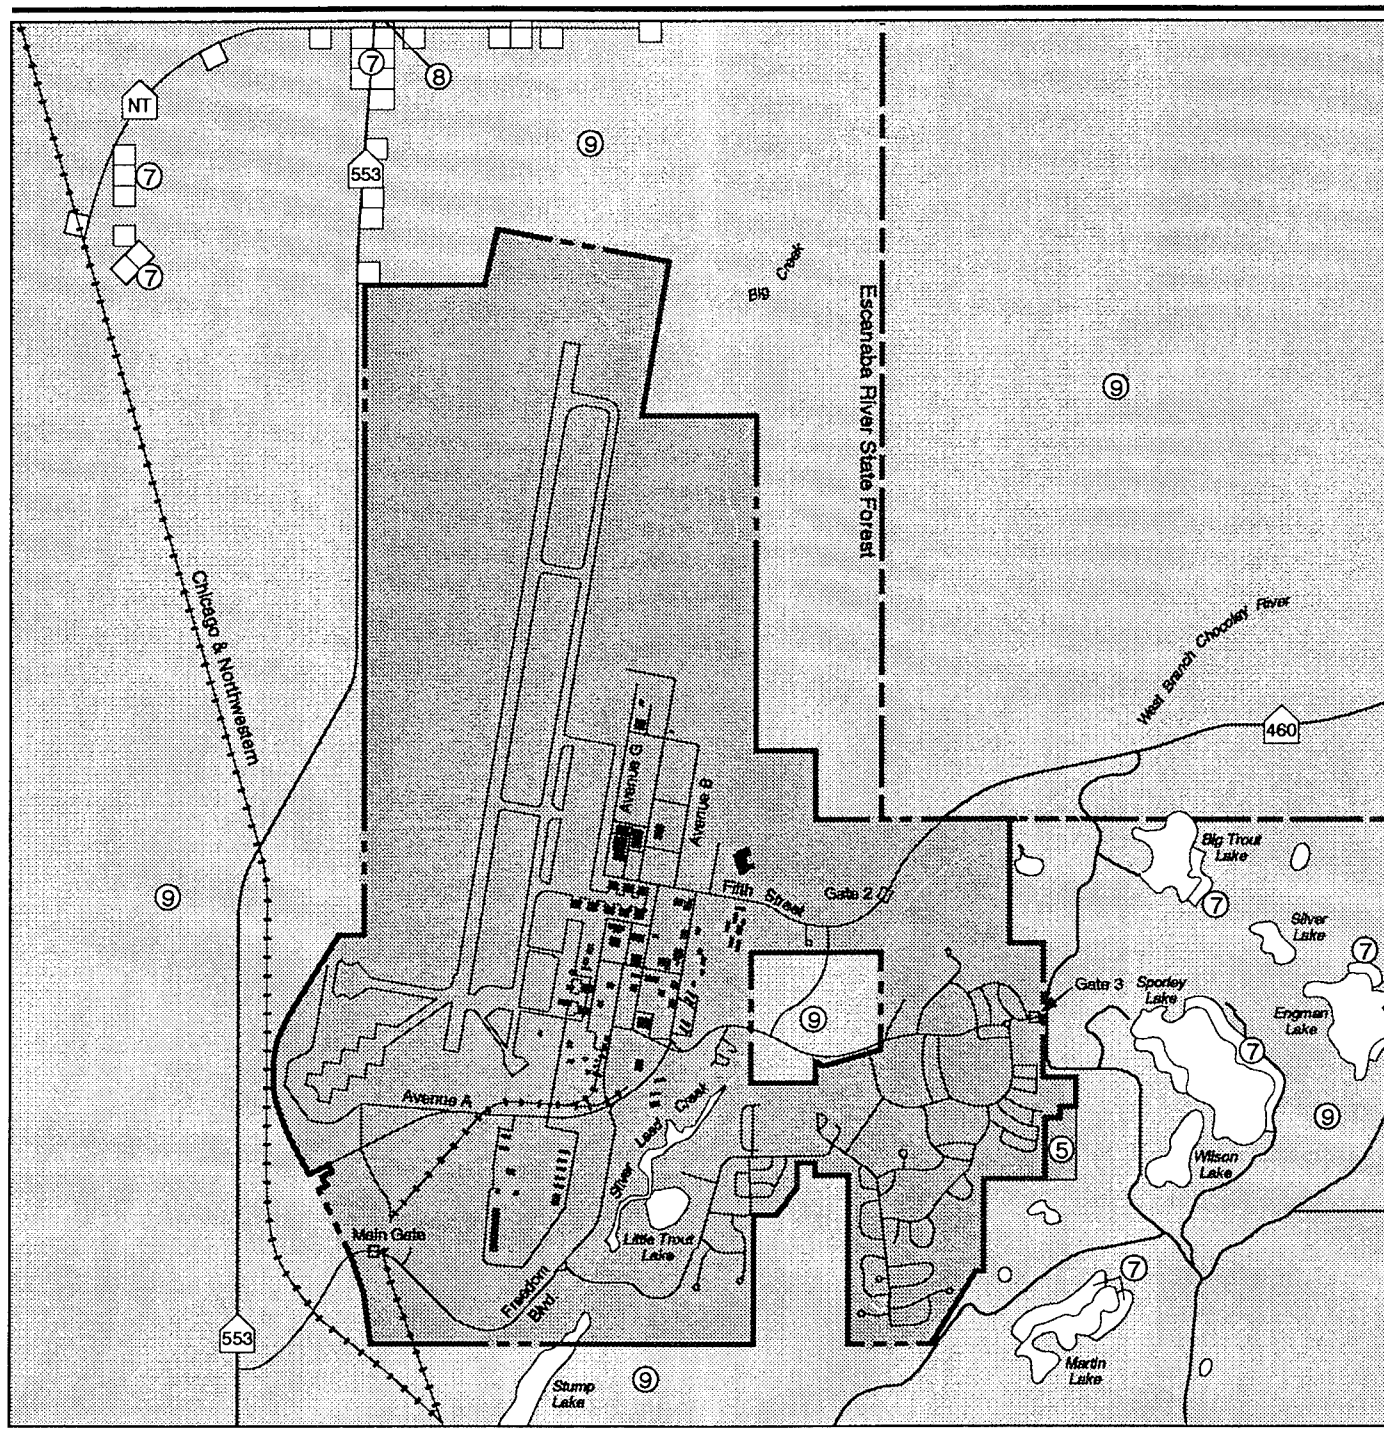 7
8
NT
9
7
553
7
Big Creek
Escanaba River State Forest
9
Chicago & Northwestern
West Branch Chocolay River
460
Avenue G
Avenue B
Big Trout
Lake
Fifth Street
Gate 2
9
7
Silver
Lake
7
Gate 3
Sporley
Lake
Engman
Lake
9
7
Avenue A
Silver Lead Creek
9
5
Wilson
Lake
Main Gate
Little Trout
Lake
7
Freedom
Blvd.
553
Martin
Lake
9
Stump
Lake